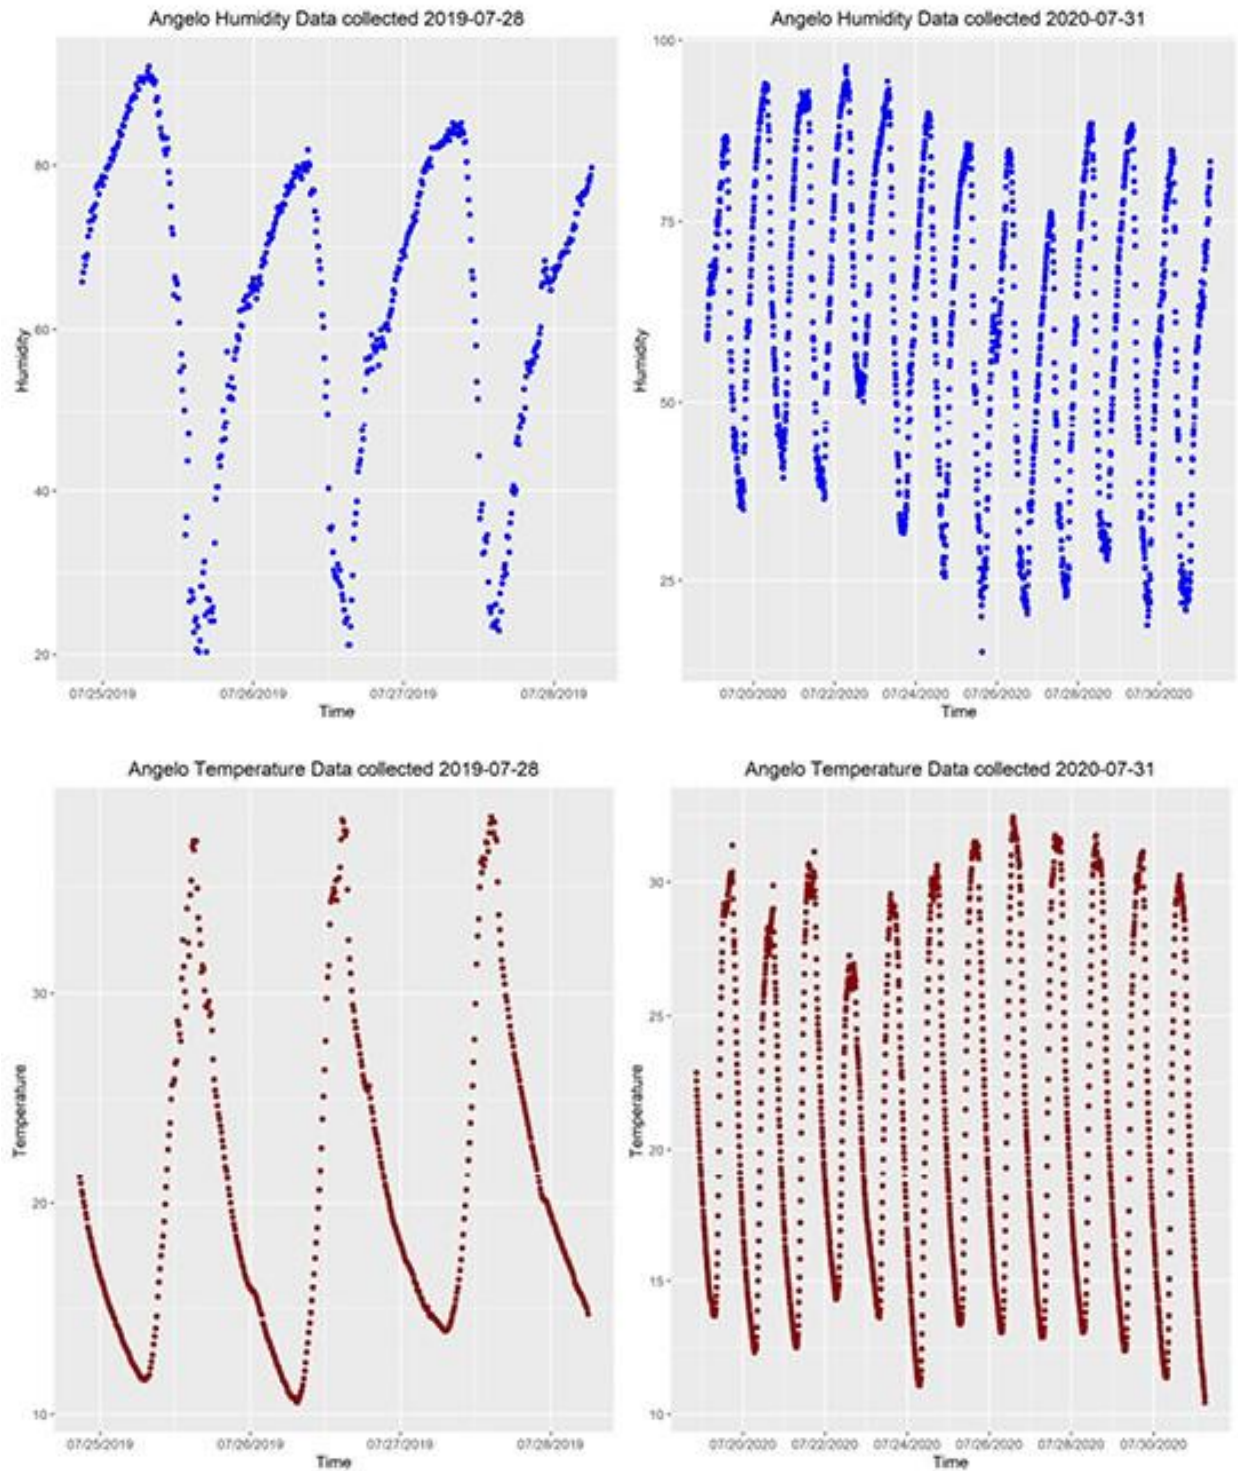 Angelo Humidity Data collected 2019-07-28
Humidity
80
60
40
20
07/25/2019 07/26/2019 07/27/2019 07/28/2019
Time
Angelo Humidity Data collected 2020-07-31
Humidity
100
75
50
25
07/20/2020 07/22/2020 07/24/2020 07/26/2020 07/28/2020 07/30/2020
Time
Angelo Temperature Data collected 2019-07-28
Temperature
30
20
10
07/25/2019 07/26/2019 07/27/2019 07/28/2019
Time
Angelo Temperature Data collected 2020-07-31
Temperature
30
25
20
15
10
07/20/2020 07/22/2020 07/24/2020 07/26/2020 07/28/2020 07/30/2020
Time